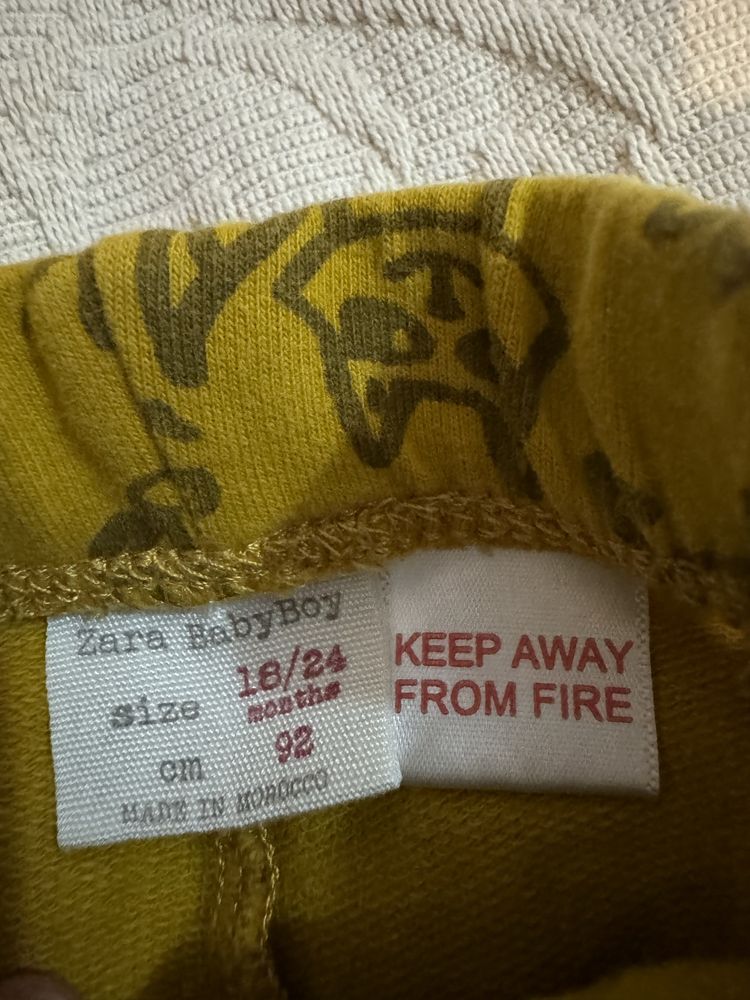 Zara BabyBoy
size 18/24
months
cm 92
MADE IN MOROCCO
KEEP AWAY
FROM FIRE